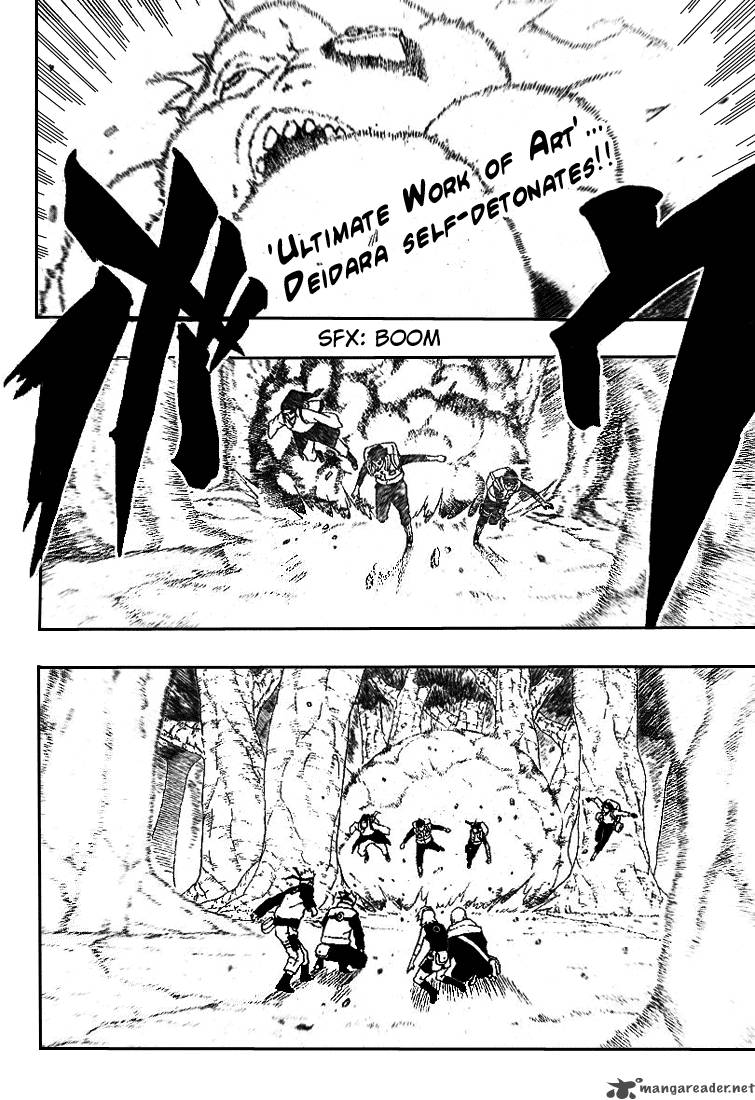 'Ultimate Work of Art'...
Deidara self-detonates!!
SFX: BOOM
mangareader.net